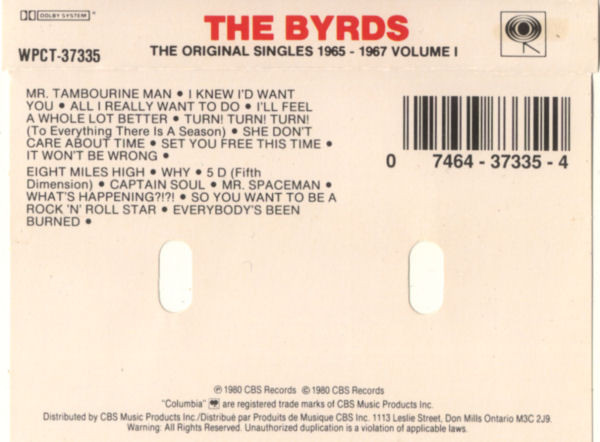 DOLBY SYSTEM
THE BYRDS
WPCT-37335
THE ORIGINAL SINGLES 1965 - 1967 VOLUME I
MR. TAMBOURINE MAN • I KNEW I'D WANT
YOU • ALL I REALLY WANT TO DO • I'LL FEEL
A WHOLE LOT BETTER • TURN! TURN! TURN!
(To Everything There Is A Season) • SHE DON'T
CARE ABOUT TIME • SET YOU FREE THIS TIME •
IT WON'T BE WRONG •
EIGHT MILES HIGH • WHY • 5 D (Fifth
Dimension) • CAPTAIN SOUL • MR. SPACEMAN •
WHAT'S HAPPENING?!?! • SO YOU WANT TO BE A
ROCK 'N' ROLL STAR • EVERYBODY'S BEEN
BURNED •
0 7464 - 37335 - 4
℗ 1980 CBS Records © 1980 CBS Records
"Columbia" are registered trade marks of CBS Music Products Inc.
Distributed by CBS Music Products Inc./Distribué par Produits de Musique CBS Inc. 1113 Leslie Street, Don Mills Ontario M3C 2J9.
Warning: All Rights Reserved. Unauthorized duplication is a violation of applicable laws.